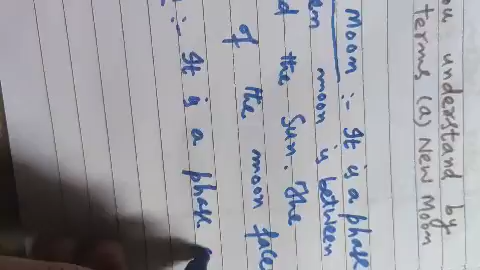 ou understand by
terms (a) New Moon
Moon :- It is a phase
moon is between
d the Sun. The
of the moon face
:- It is a phase